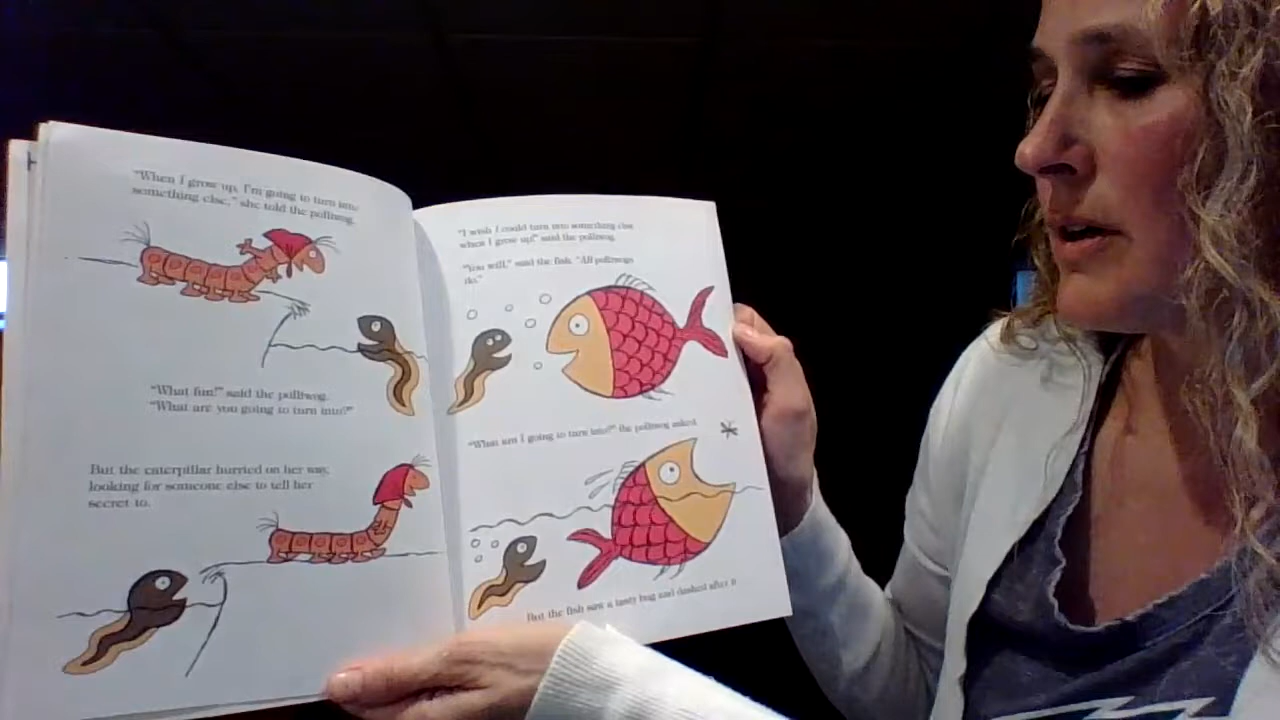 "When I grow up, I'm going to turn into
something else," she told the polliwog.
"What fun!" said the polliwog.
"What are you going to turn into?"
But the caterpillar hurried on her way,
looking for someone else to tell her
secret to.
"I wish I could turn into something else
when I grow up!" said the polliwog.
"You will," said the fish. "All polliwogs
do."
"What am I going to turn into?" the polliwog asked.
But the fish saw a tasty bug and dashed after it